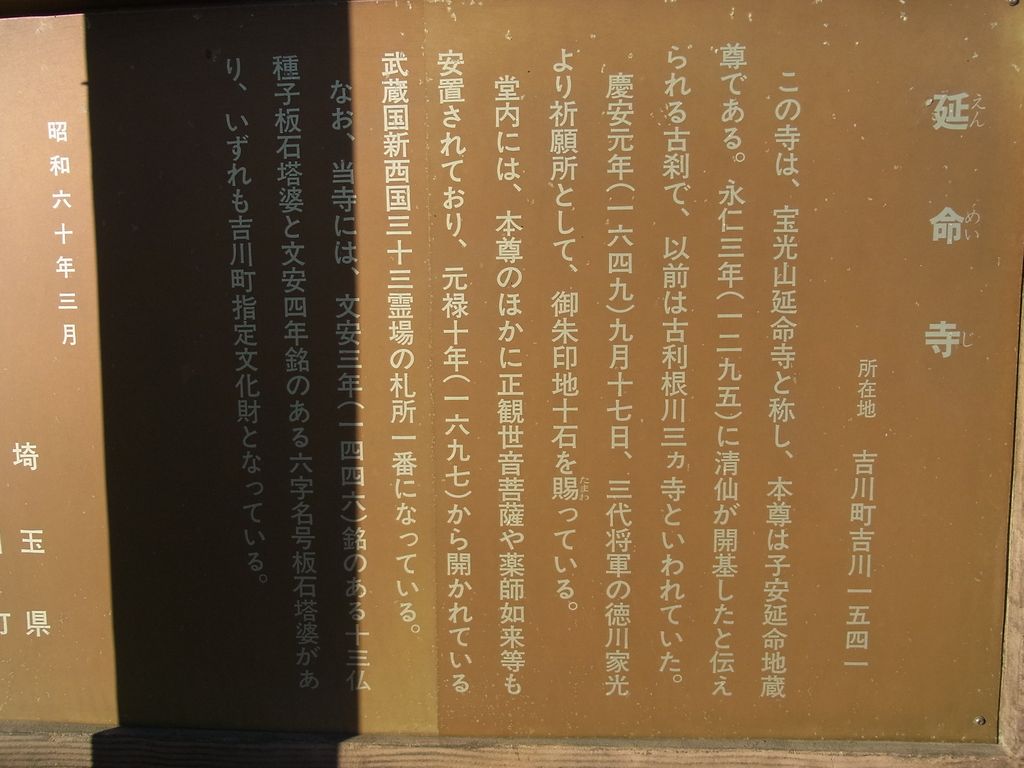 延命寺
えんめいじ
所在地 吉川町吉川一五四一
この寺は、宝光山延命寺と称し、本尊は子安延命地蔵
尊である。永仁三年(一二九五)に清仙が開基したと伝え
られる古刹で、以前は古利根川三ヵ寺といわれていた。
慶安元年(一六四九)九月十七日、三代将軍の徳川家光
より祈願所として、御朱印地十石を賜っている。
たまわ
堂内には、本尊のほかに正観世音菩薩や薬師如来等も
安置されており、元禄十年(一六九七)から開かれている
武蔵国新西国三十三霊場の札所一番になっている。
なお、当寺には、文安三年(一四四六)銘のある十三仏
種子板石塔婆と文安四年銘のある六字名号板石塔婆があ
り、いずれも吉川町指定文化財となっている。
昭和六十年三月
埼玉県